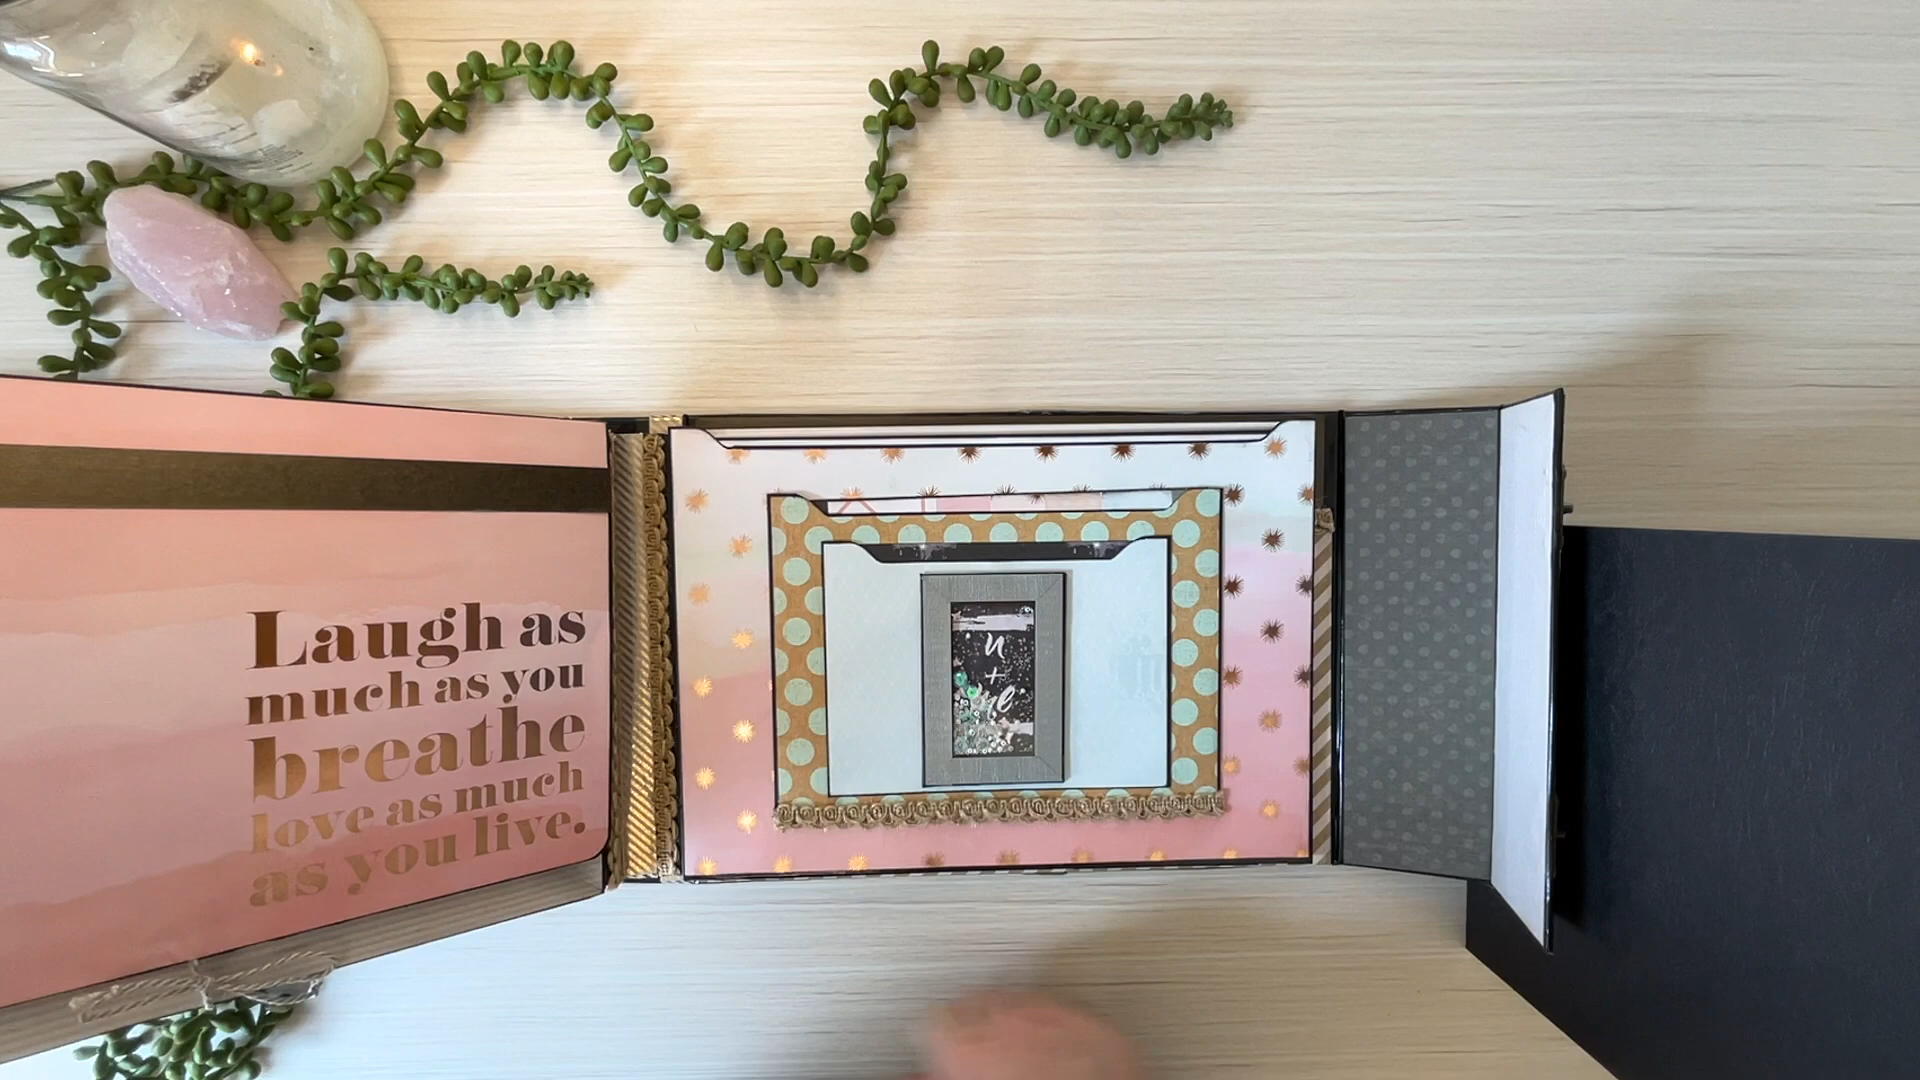 Laugh as
much as you
breathe
love as much
as you live.